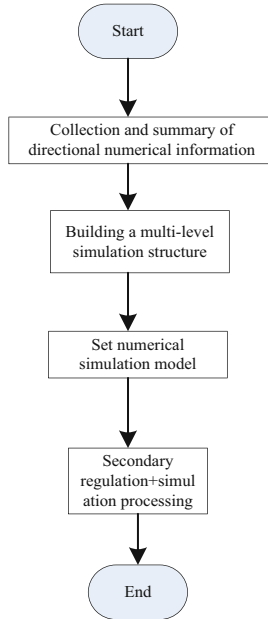 Start
Collection and summary of
directional numerical information
Building a multi-level
simulation structure
Set numerical
simulation model
Secondary
regulation+simul
ation processing
End